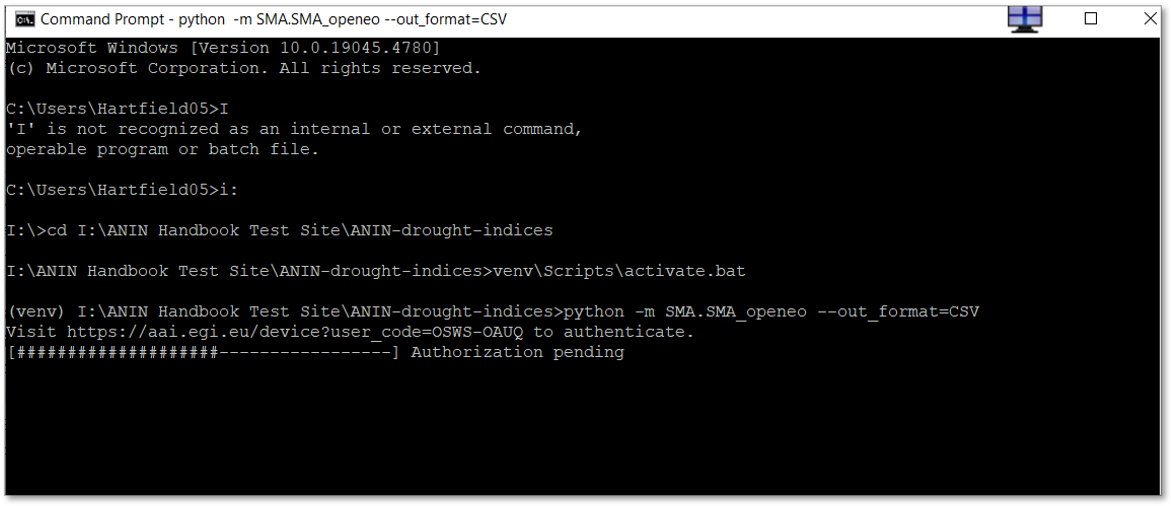 Command Prompt - python  -m SMA.SMA_openeo --out_format=CSV
Microsoft Windows [Version 10.0.19045.4780]
(c) Microsoft Corporation. All rights reserved.
C:\Users\Hartfield05>I
'I' is not recognized as an internal or external command,
operable program or batch file.
C:\Users\Hartfield05>i:
I:\>cd I:\ANIN Handbook Test Site\ANIN-drought-indices
I:\ANIN Handbook Test Site\ANIN-drought-indices>venv\Scripts\activate.bat
(venv) I:\ANIN Handbook Test Site\ANIN-drought-indices>python -m SMA.SMA_openeo --out_format=CSV
Visit https://aai.egi.eu/device?user_code=OSWS-OAUQ to authenticate.
[####################-----------------] Authorization pending